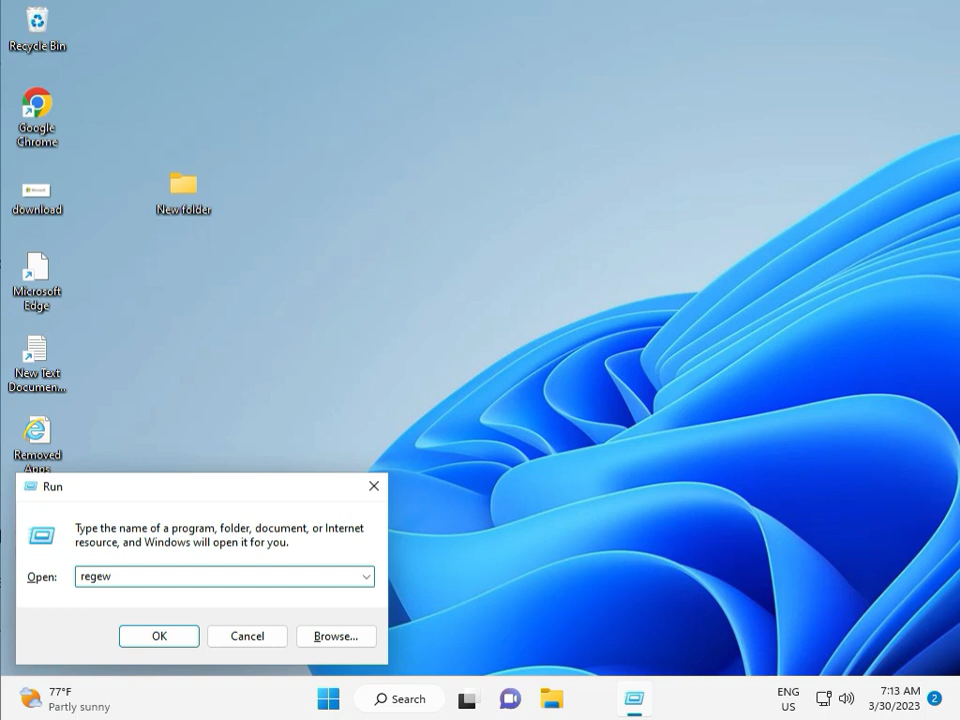 Recycle Bin
Google
Chrome
download
New folder
Microsoft
Edge
New Text
Documen...
Removed
Apps
Run
Type the name of a program, folder, document, or Internet
resource, and Windows will open it for you.
Open:
regew
OK
Cancel
Browse...
77°F
Partly sunny
Search
ENG
US
7:13 AM
3/30/2023
2